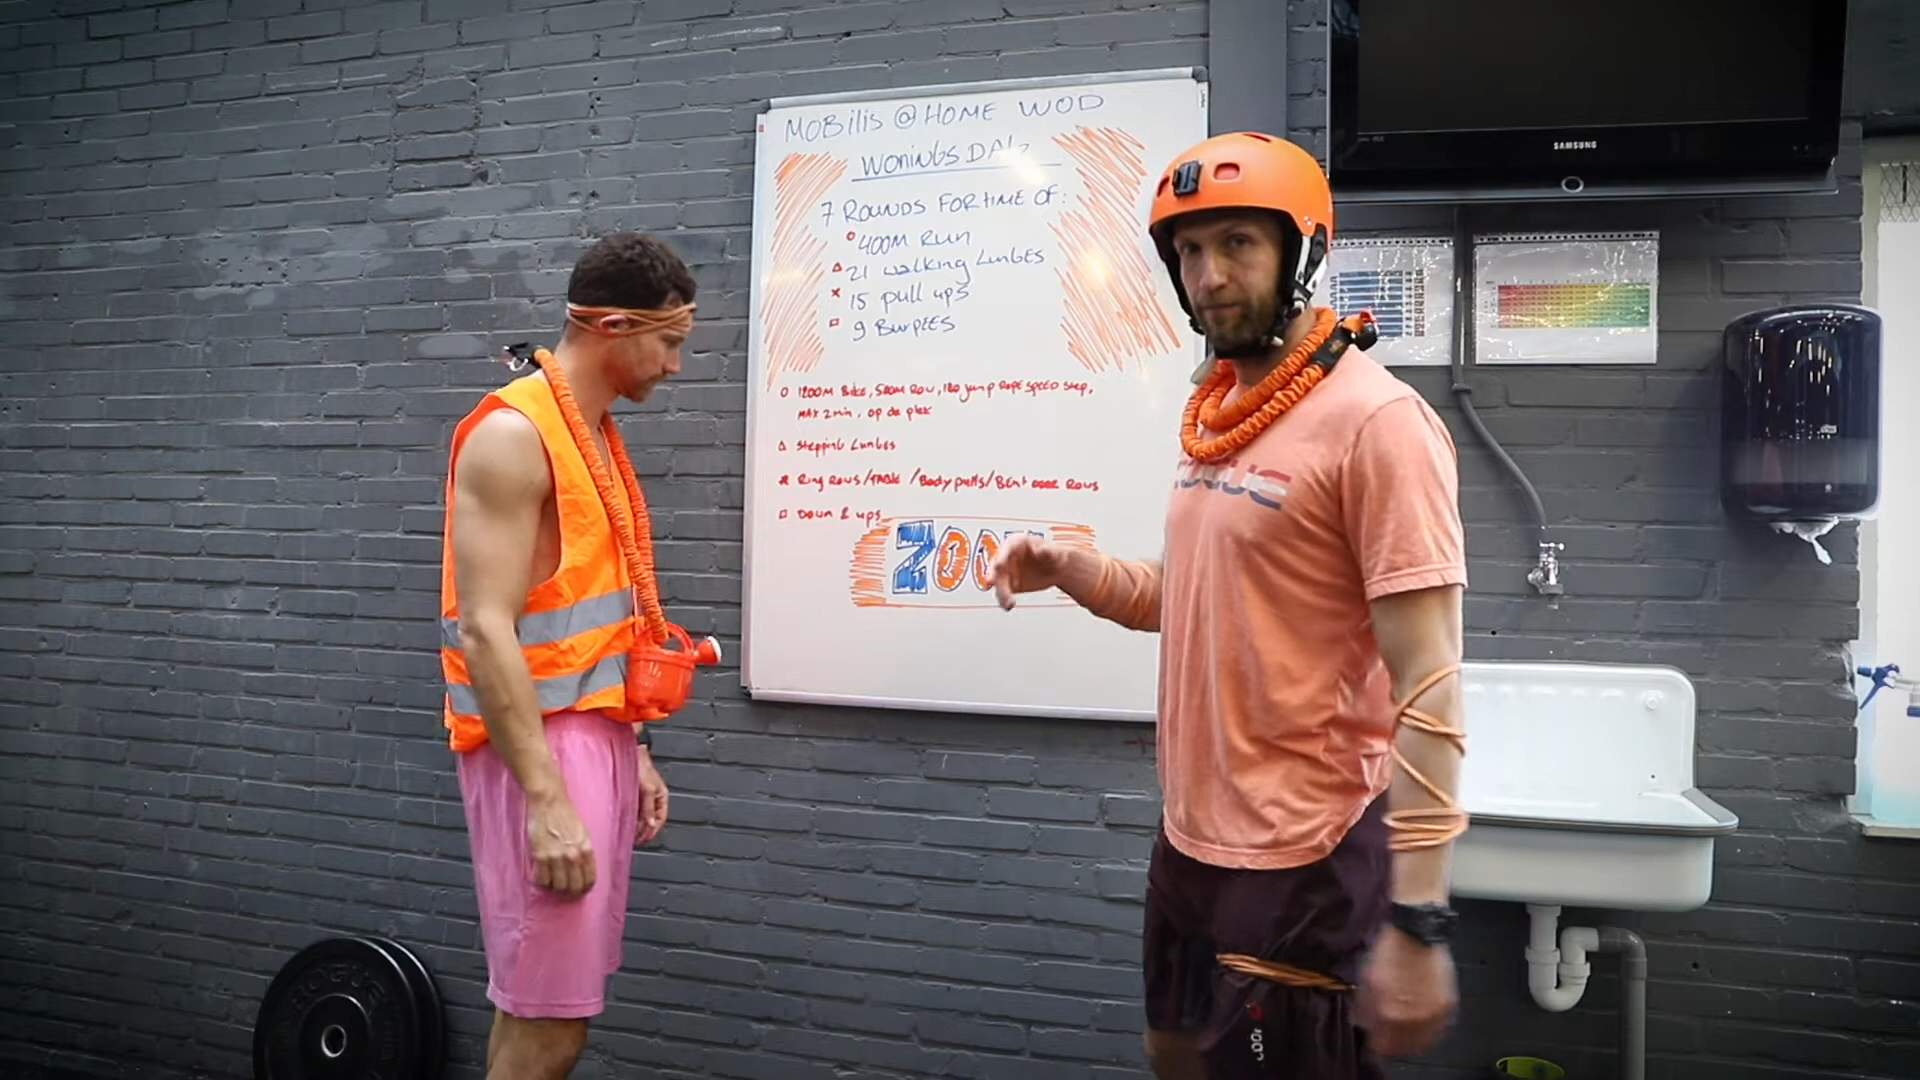 MOBilis @ HOME WOD
WONINGSDAG
7 ROUNDS FOR TIME OF:
400M RUN
21 walking LUNGES
15 pull ups
9 BURPEES
1200M Bike, 500M Row, 180 jump Rope SPEED step,
MAX 2min, op de plek
Stepping LUNGES
Ring Rows/TABLE/Body pulls/BENt OVER Rows
Down & ups
ZOO
SAMSUNG
ROGUE